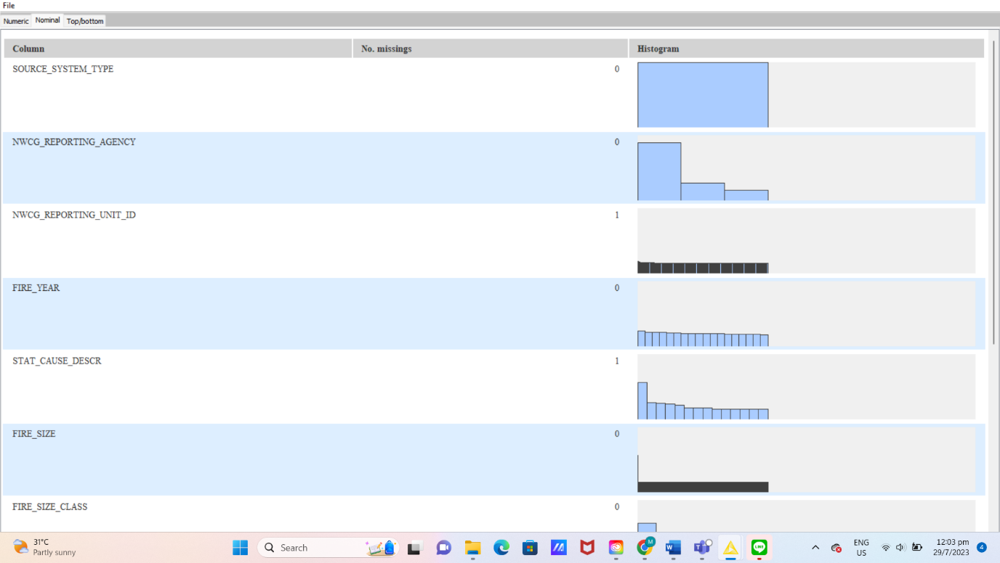 File
Numeric Nominal Top/bottom
Column No. missings Histogram
SOURCE_SYSTEM_TYPE 0
NWCG_REPORTING_AGENCY 0
NWCG_REPORTING_UNIT_ID 1
FIRE_YEAR 0
STAT_CAUSE_DESCR 1
FIRE_SIZE 0
FIRE_SIZE_CLASS 0
31°C
Partly sunny
Search
M
W
T
LINE
ENG
US
12:03 pm
29/7/2023
4